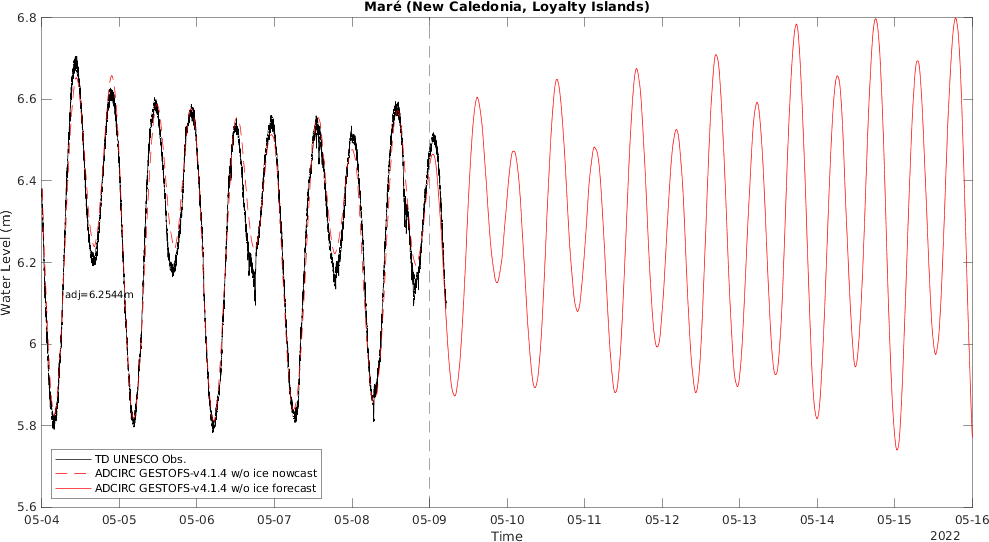 Maré (New Caledonia, Loyalty Islands)
6.8
6.6
6.4
6.2
6
5.8
5.6
Water Level (m)
adj=6.2544m
TD UNESCO Obs.
ADCIRC GESTOFS-v4.1.4 w/o ice nowcast
ADCIRC GESTOFS-v4.1.4 w/o ice forecast
05-04 05-05 05-06 05-07 05-08 05-09 05-10 05-11 05-12 05-13 05-14 05-15 05-16
Time
2022